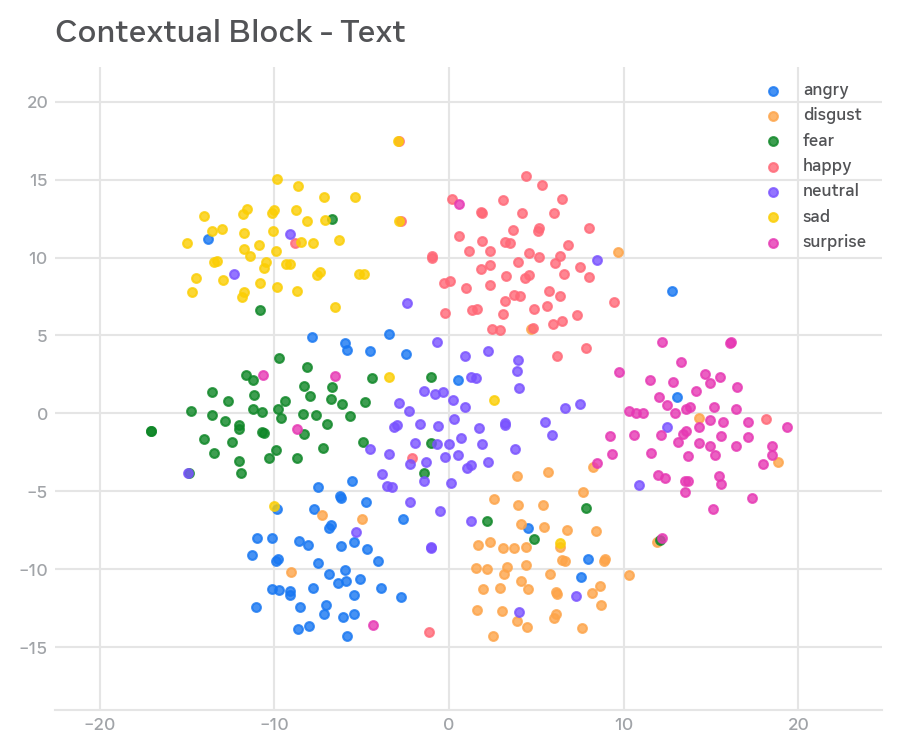 Contextual Block - Text
angry
disgust
fear
happy
neutral
sad
surprise
20
15
10
5
0
−5
−10
−15
−20 −10 0 10 20